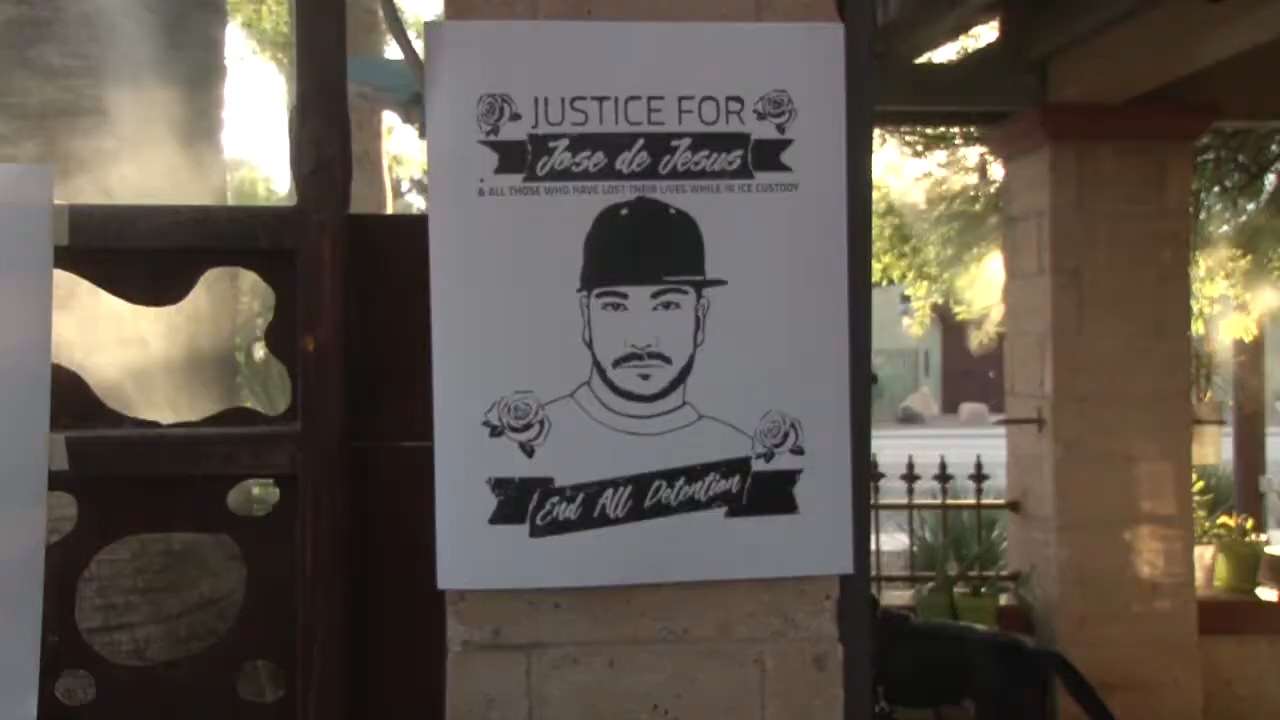 JUSTICE FOR
Jose de Jesus
& ALL THOSE WHO HAVE LOST THEIR LIVES WHILE IN ICE CUSTODY
End All Detention